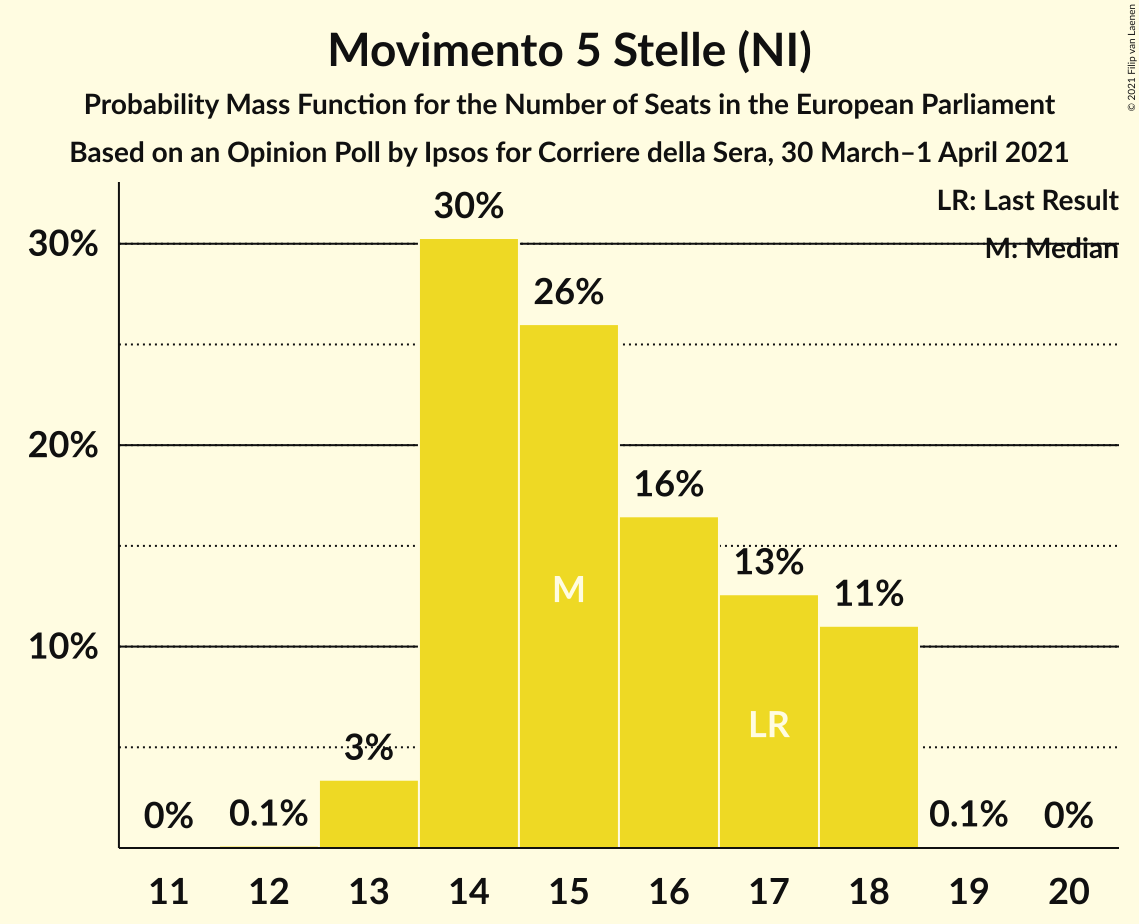 Movimento 5 Stelle (NI)
Probability Mass Function for the Number of Seats in the European Parliament
Based on an Opinion Poll by Ipsos for Corriere della Sera, 30 March–1 April 2021
© 2021 Filip van Laenen
LR: Last Result
M: Median
30%
20%
10%
0%
0.1%
3%
30%
26%
16%
13%
11%
0.1%
0%
M
LR
11 12 13 14 15 16 17 18 19 20